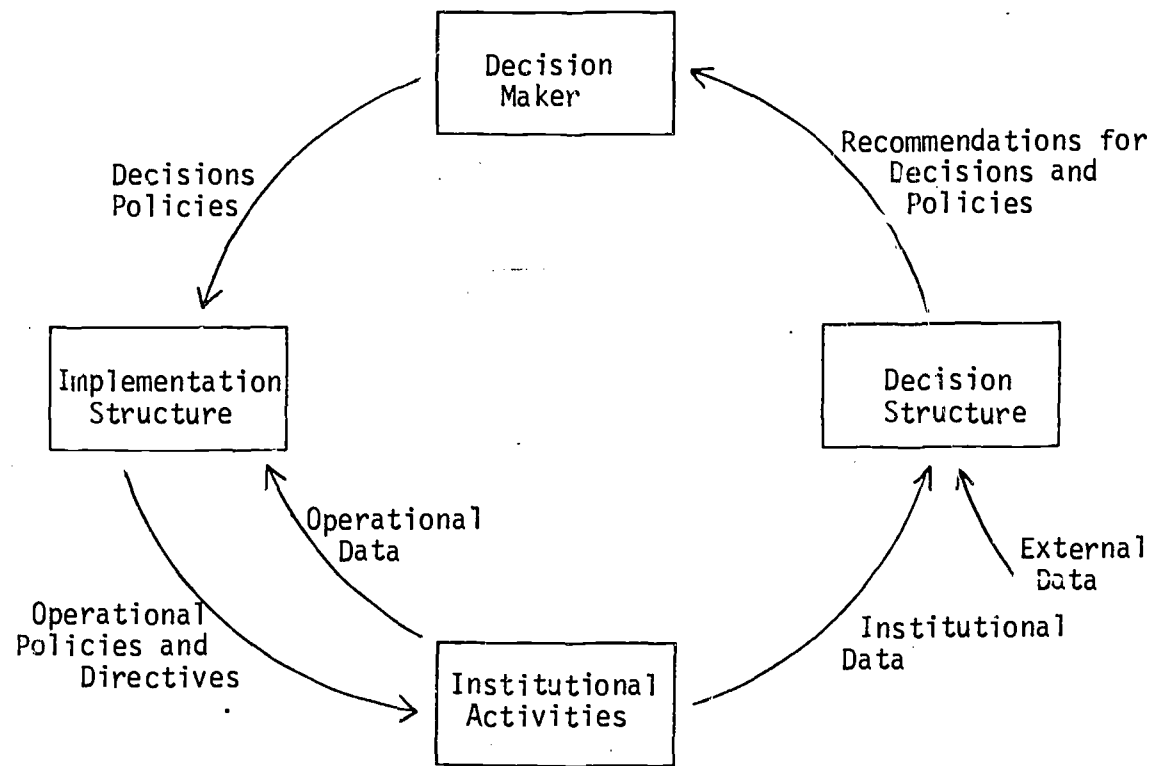 Decision
Maker
Recommendations for
Decisions and
Policies
Decisions
Policies
Implementation
Structure
Decision
Structure
Operational
Data
External
Data
Operational
Policies and
Directives
Institutional
Data
Institutional
Activities